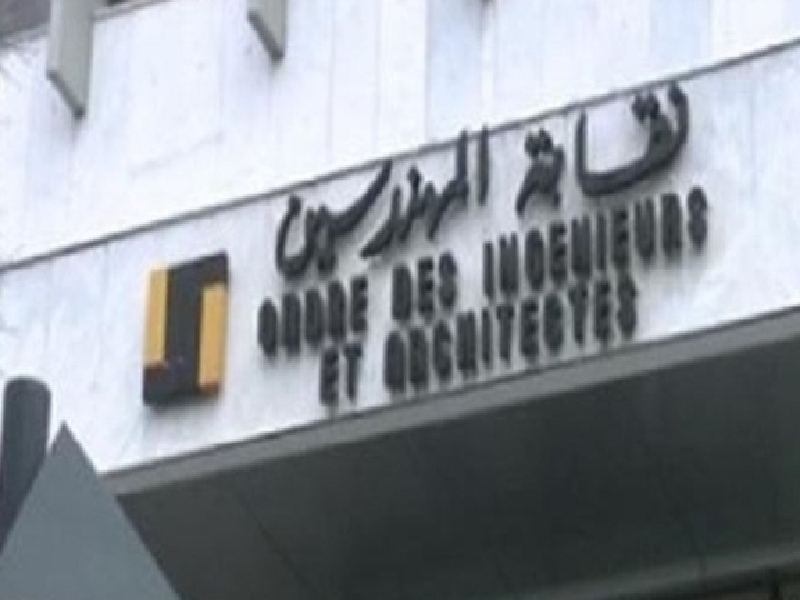 نقابة المهندسين
ORDRE DES INGENIEURS
ET ARCHITECTES